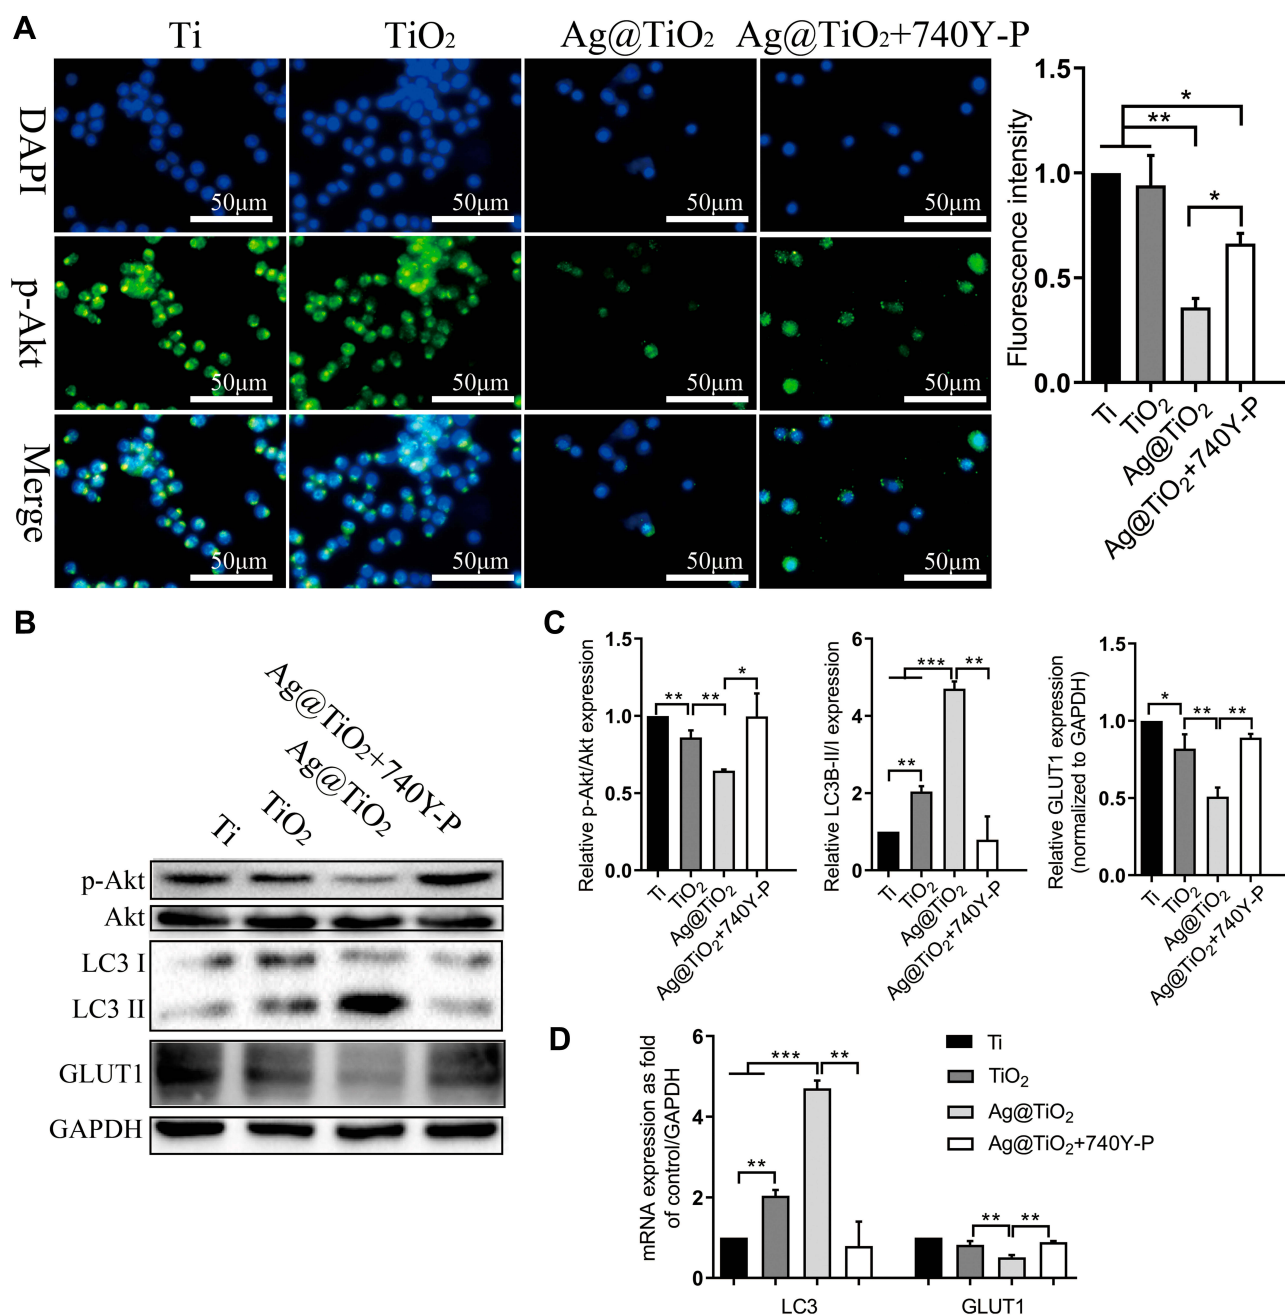 A
Ti
TiO2
Ag@TiO2
Ag@TiO2+740Y-P
DAPI
50μm
50μm
50μm
50μm
p-Akt
50μm
50μm
50μm
50μm
Merge
50μm
50μm
50μm
50μm
Fluorescence intensity
1.5
1.0
0.5
0.0
*
**
*
Ti
TiO2
Ag@TiO2
Ag@TiO2+740Y-P
B
Ti
TiO2
Ag@TiO2
Ag@TiO2+740Y-P
p-Akt
Akt
LC3 I
LC3 II
GLUT1
GAPDH
C
Relative p-Akt/Akt expression
1.5
1.0
0.5
0.0
**
**
*
Ti
TiO2
Ag@TiO2
Ag@TiO2+740Y-P
Relative LC3B-II/I expression
6
4
2
0
**
***
**
Ti
TiO2
Ag@TiO2
Ag@TiO2+740Y-P
Relative GLUT1 expression
(normalized to GAPDH)
1.5
1.0
0.5
0.0
*
**
**
Ti
TiO2
Ag@TiO2
Ag@TiO2+740Y-P
D
mRNA expression as fold
of control/GAPDH
6
4
2
0
**
***
**
**
**
LC3
GLUT1
Ti
TiO2
Ag@TiO2
Ag@TiO2+740Y-P